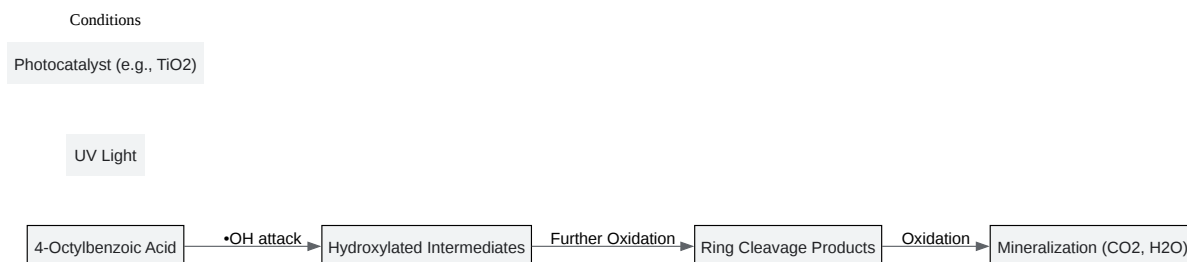 Conditions
Photocatalyst (e.g., TiO2)
UV Light
4-Octylbenzoic Acid
•OH attack
Hydroxylated Intermediates
Further Oxidation
Ring Cleavage Products
Oxidation
Mineralization (CO2, H2O)